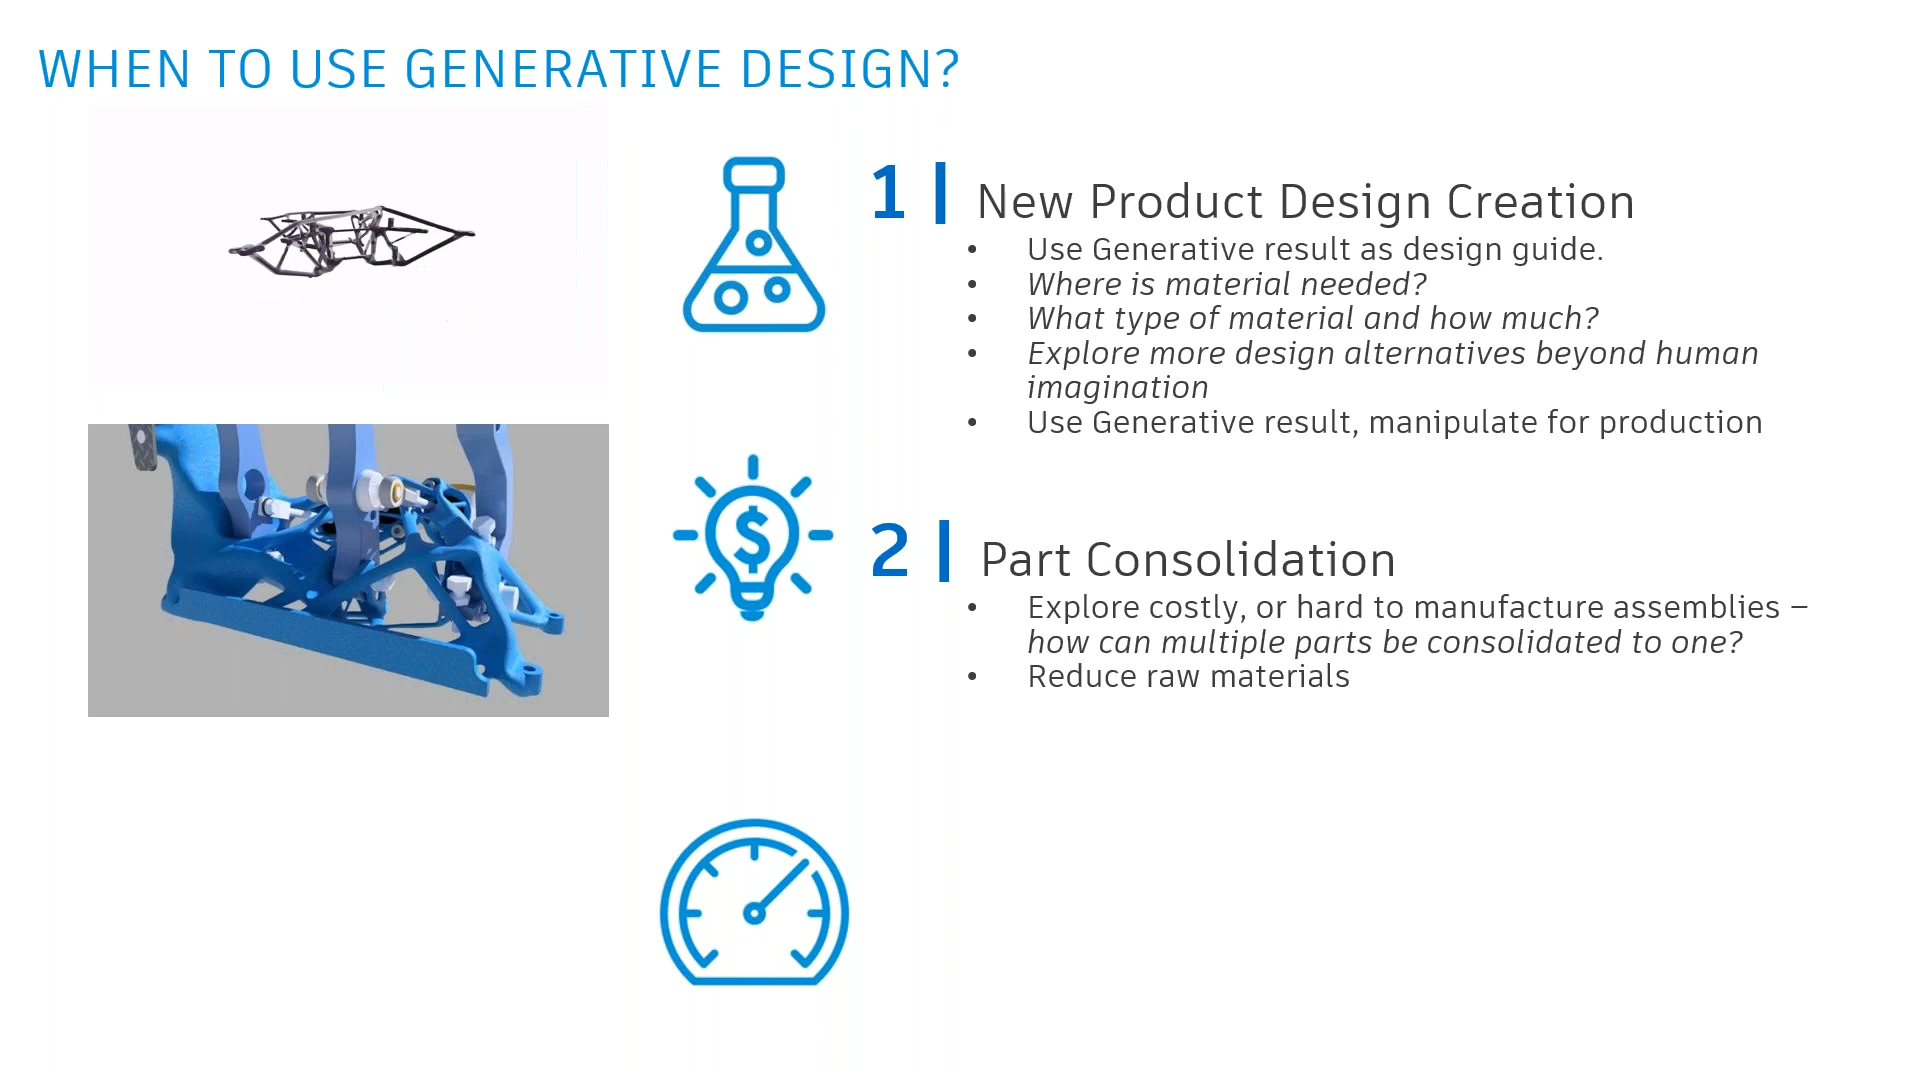 WHEN TO USE GENERATIVE DESIGN?
1 | New Product Design Creation
• Use Generative result as design guide.
• Where is material needed?
• What type of material and how much?
• Explore more design alternatives beyond human
imagination
• Use Generative result, manipulate for production
$
2 | Part Consolidation
• Explore costly, or hard to manufacture assemblies –
how can multiple parts be consolidated to one?
• Reduce raw materials